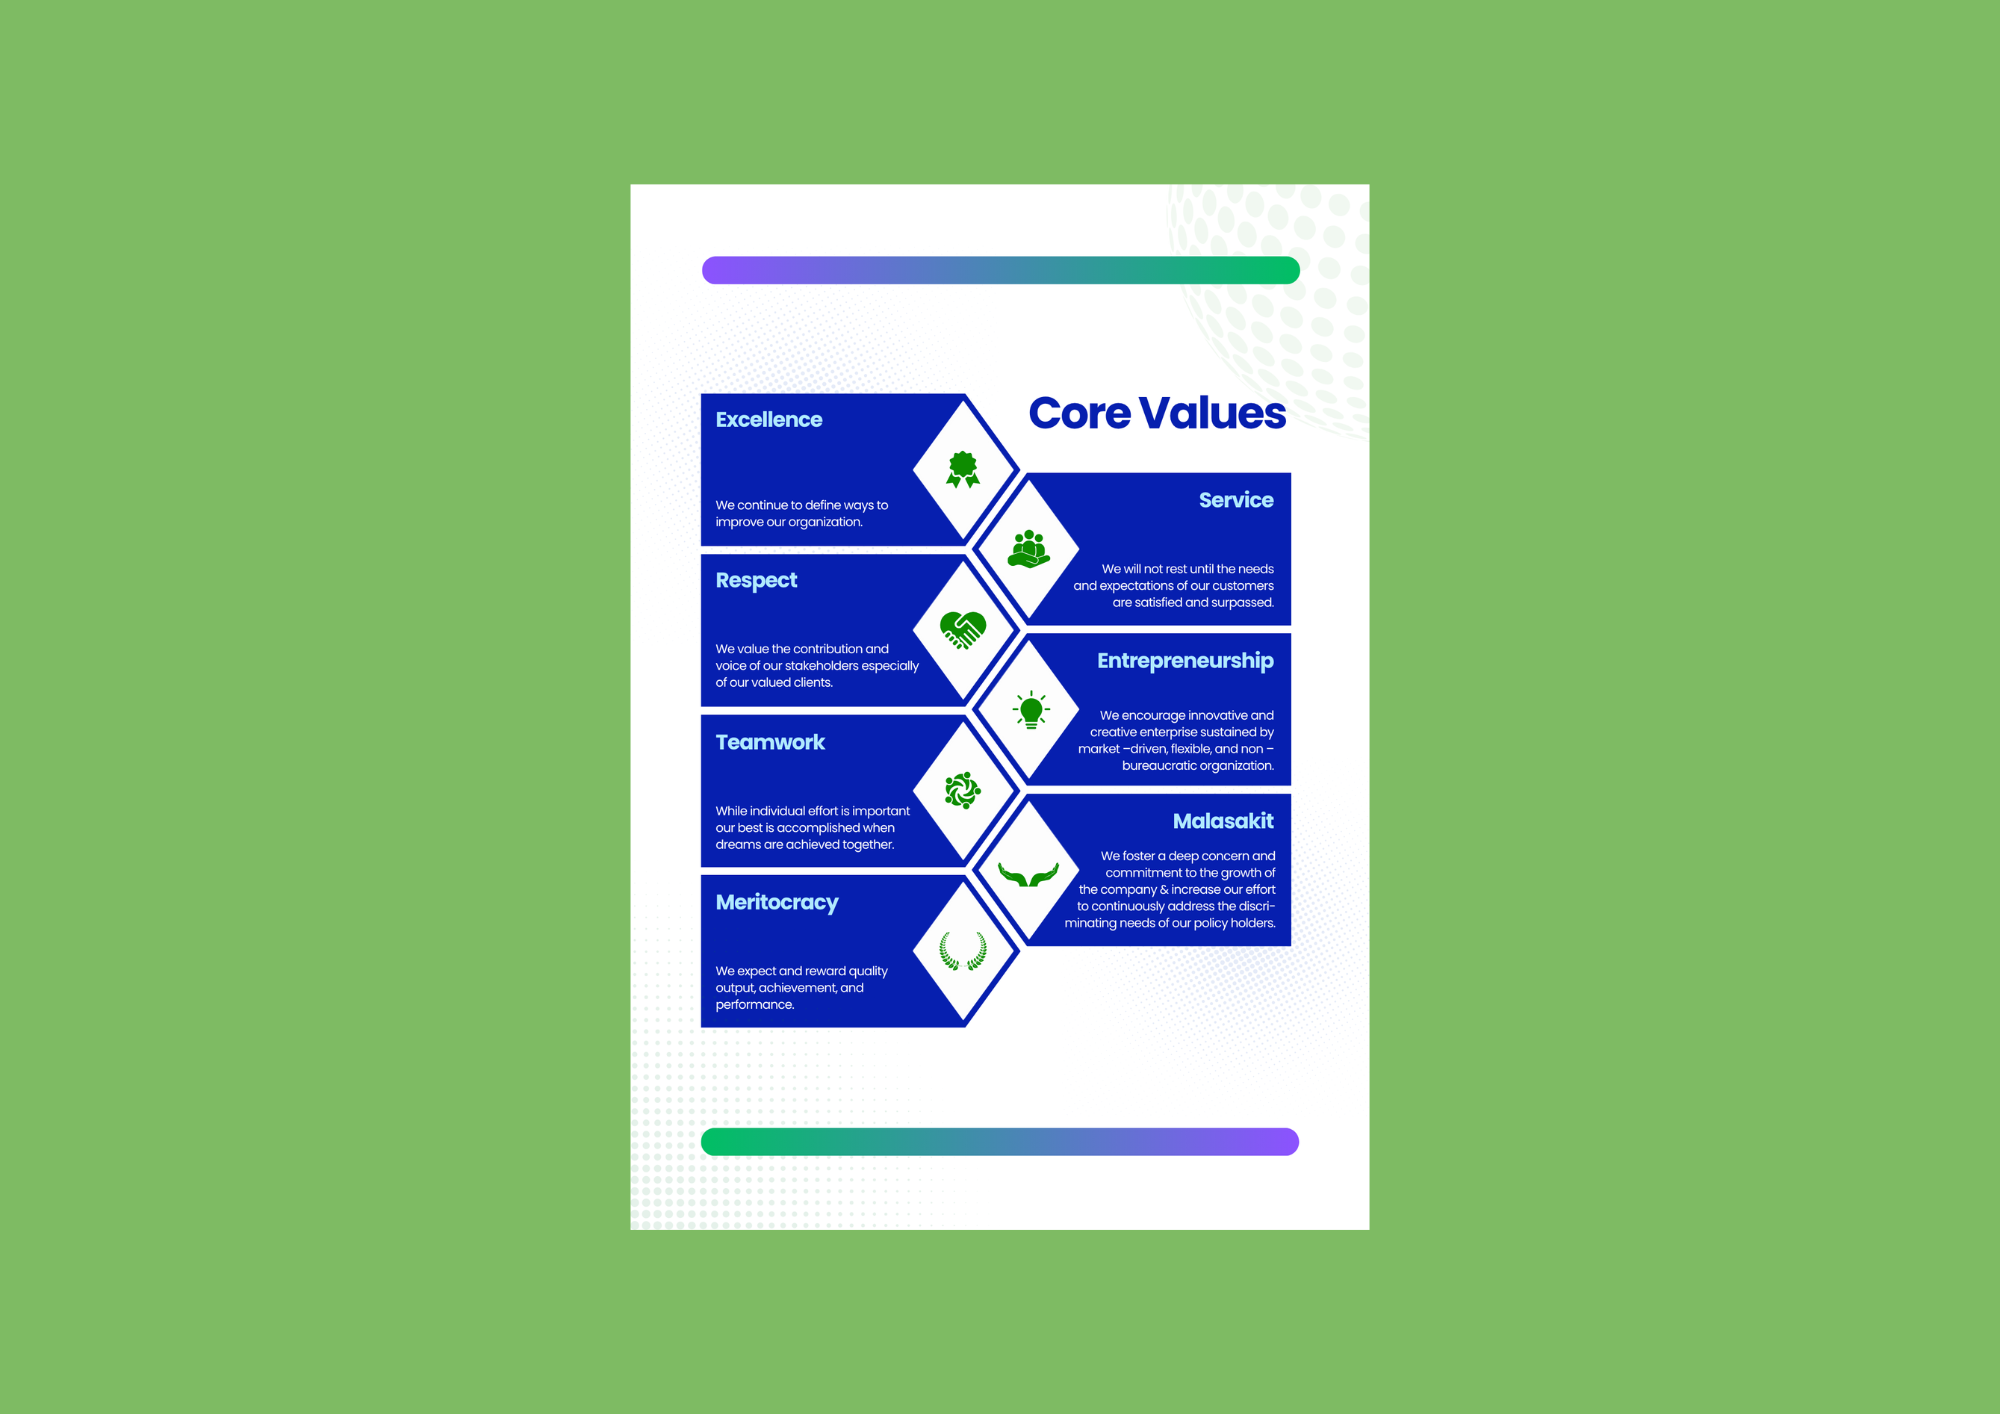 Core Values
Excellence
We continue to define ways to
improve our organization.
Service
We will not rest until the needs
and expectations of our customers
are satisfied and surpassed.
Respect
We value the contribution and
voice of our stakeholders especially
of our valued clients.
Entrepreneurship
We encourage innovative and
creative enterprise sustained by
market –driven, flexible, and non –
bureaucratic organization.
Teamwork
While individual effort is important
our best is accomplished when
dreams are achieved together.
Malasakit
We foster a deep concern and
commitment to the growth of
the company & increase our effort
to continuously address the discri-
minating needs of our policy holders.
Meritocracy
We expect and reward quality
output, achievement, and
performance.